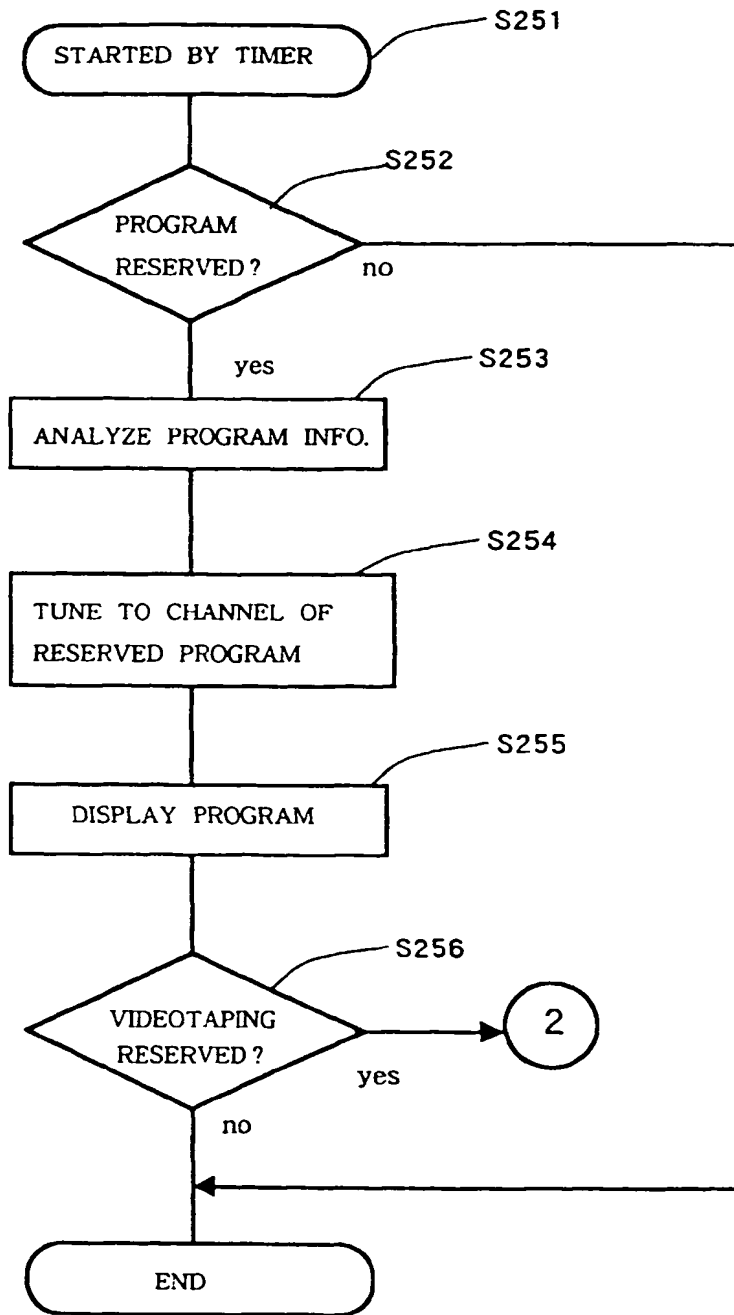 S251
STARTED BY TIMER
S252
PROGRAM
RESERVED?
no
yes
S253
ANALYZE PROGRAM INFO.
S254
TUNE TO CHANNEL OF
RESERVED PROGRAM
S255
DISPLAY PROGRAM
S256
VIDEOTAPING
RESERVED?
2
yes
no
END